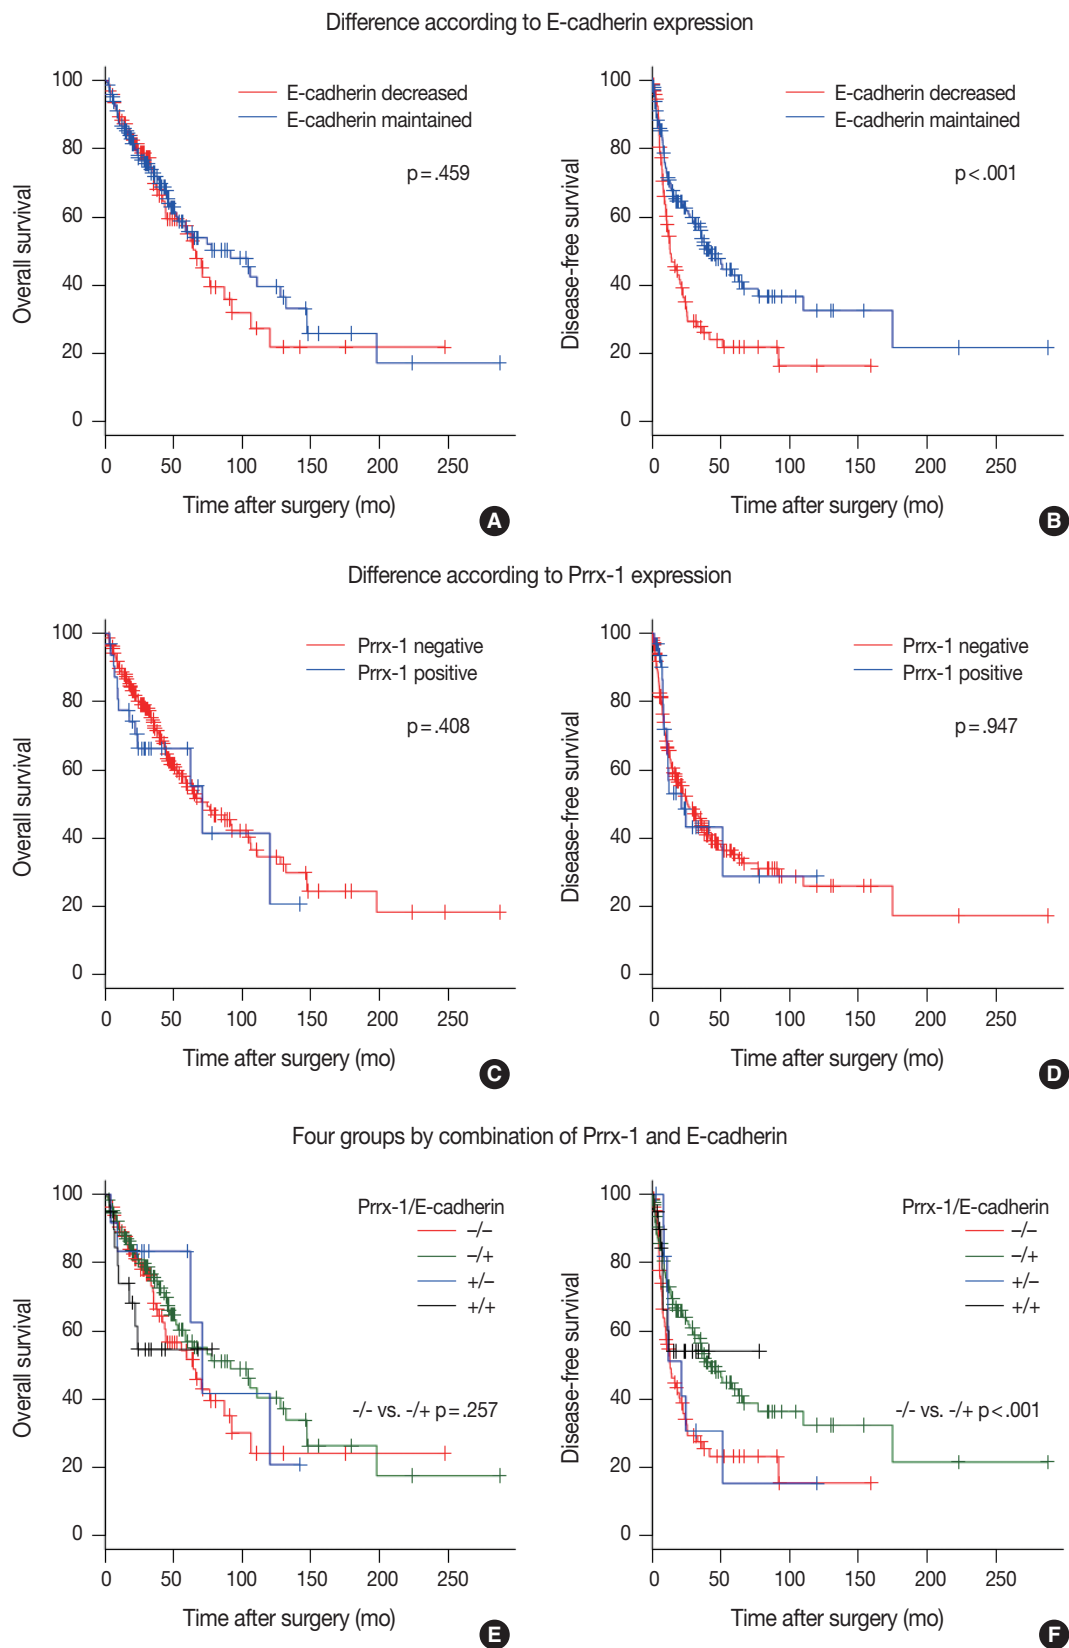 Difference according to E-cadherin expression
100
80
60
40
20
0
Overall survival
E-cadherin decreased
E-cadherin maintained
p = .459
0 50 100 150 200 250
Time after surgery (mo)
A
100
80
60
40
20
0
Disease-free survival
E-cadherin decreased
E-cadherin maintained
p < .001
0 50 100 150 200 250
Time after surgery (mo)
B
Difference according to Prrx-1 expression
100
80
60
40
20
0
Overall survival
Prrx-1 negative
Prrx-1 positive
p = .408
0 50 100 150 200 250
Time after surgery (mo)
C
100
80
60
40
20
0
Disease-free survival
Prrx-1 negative
Prrx-1 positive
p = .947
0 50 100 150 200 250
Time after surgery (mo)
D
Four groups by combination of Prrx-1 and E-cadherin
100
80
60
40
20
0
Overall survival
Prrx-1/E-cadherin
–/–
–/+
+/–
+/+
-/- vs. -/+ p = .257
0 50 100 150 200 250
Time after surgery (mo)
E
100
80
60
40
20
0
Disease-free survival
Prrx-1/E-cadherin
–/–
–/+
+/–
+/+
-/- vs. -/+ p < .001
0 50 100 150 200 250
Time after surgery (mo)
F